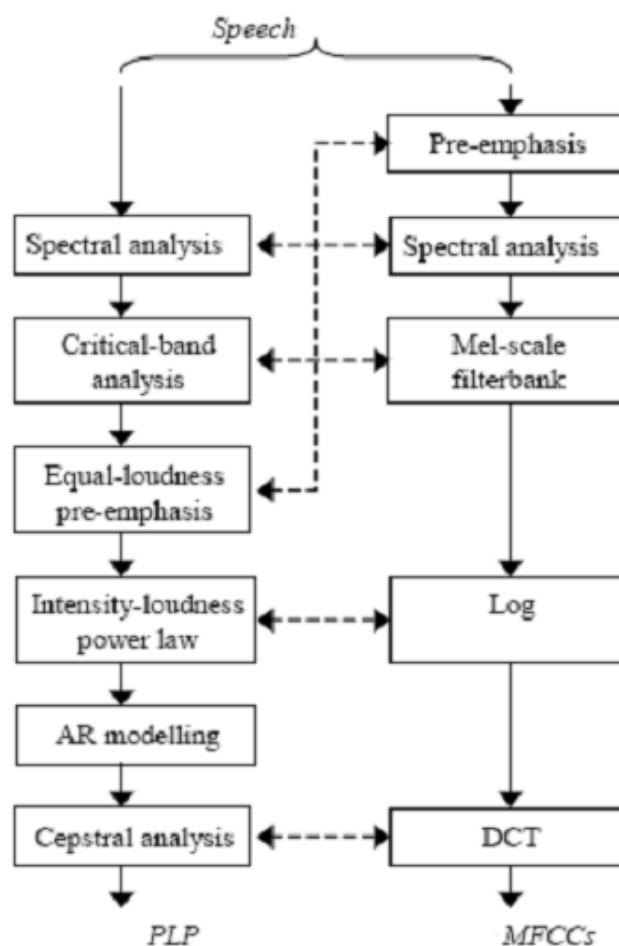 Speech
Pre-emphasis
Spectral analysis
Spectral analysis
Critical-band
analysis
Mel-scale
filterbank
Equal-loudness
pre-emphasis
Intensity-loudness
power law
Log
AR modelling
Cepstral analysis
DCT
PLP
MFCCs